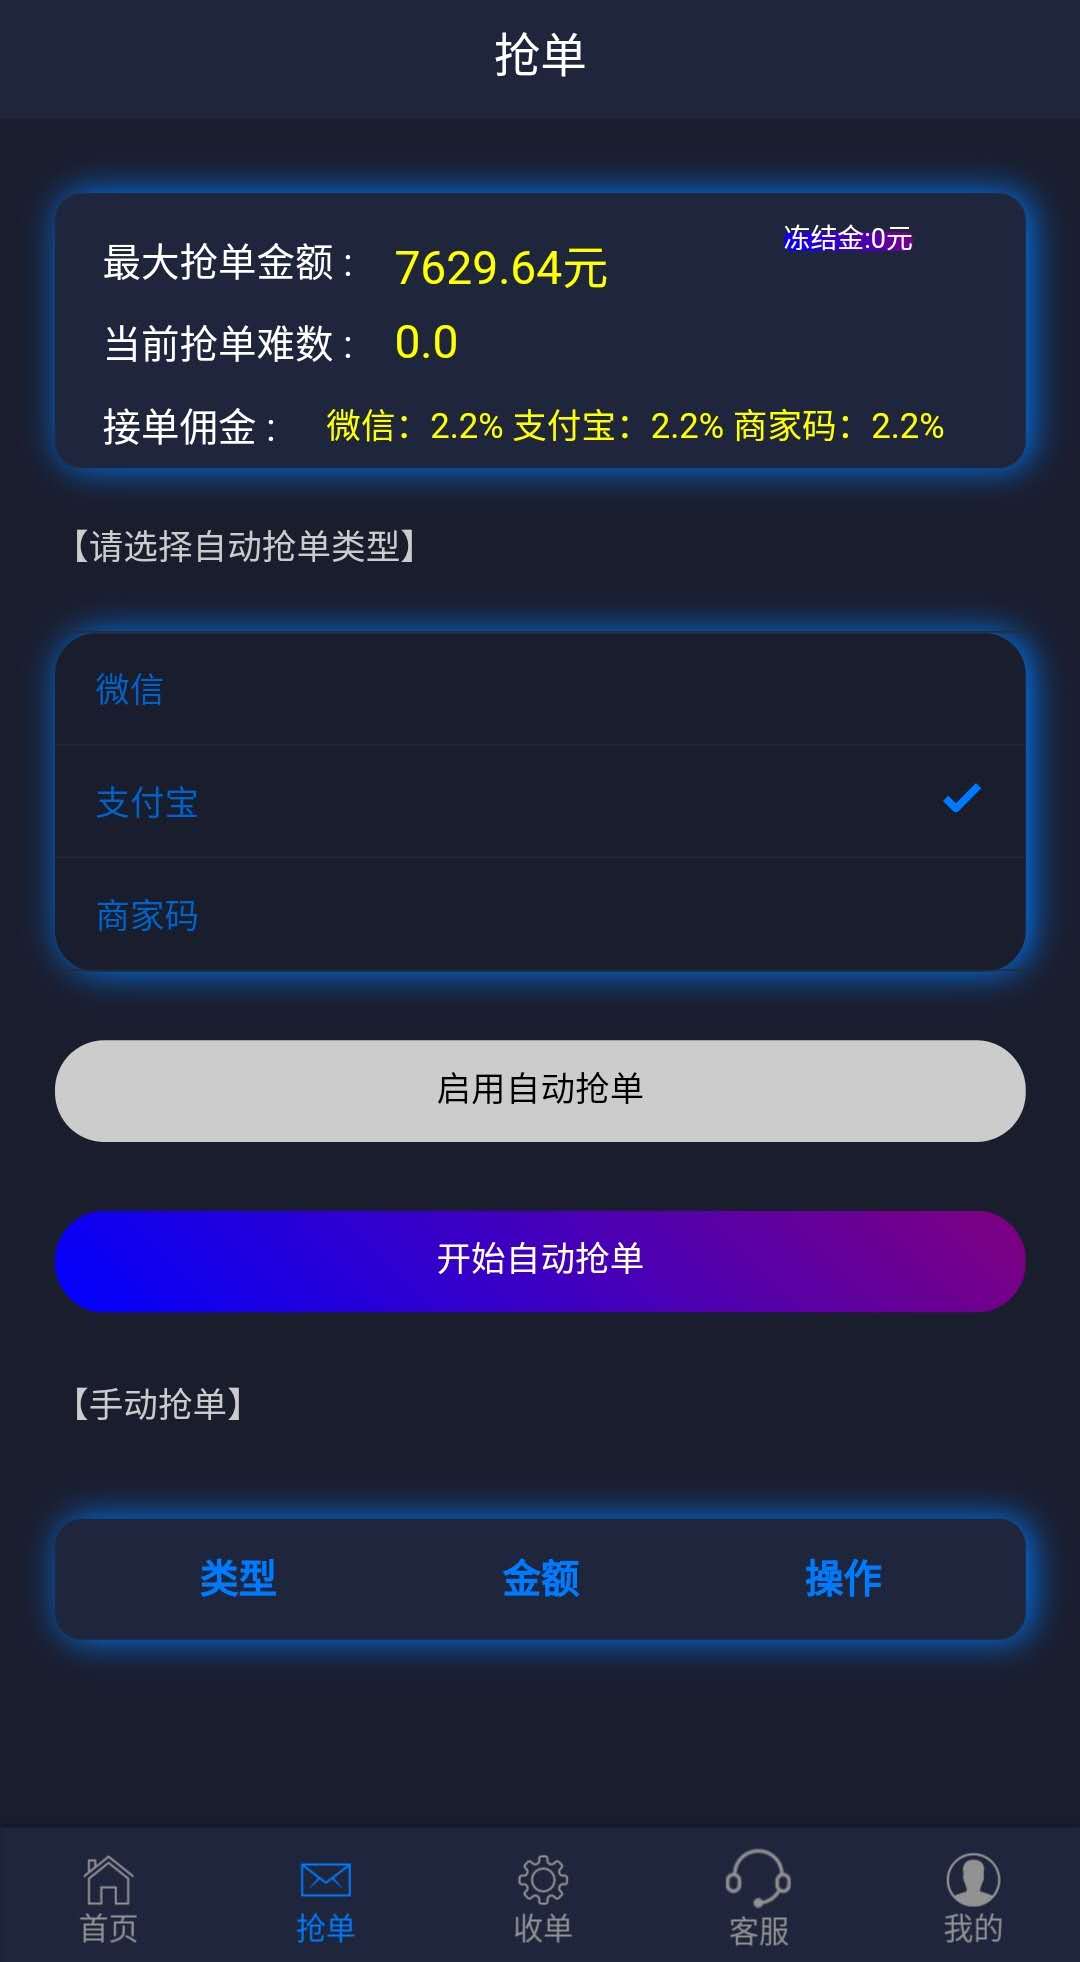 抢单
冻结金:0元
最大抢单金额： 7629.64元
当前抢单难数： 0.0
接单佣金： 微信：2.2% 支付宝：2.2% 商家码：2.2%
【请选择自动抢单类型】
微信
支付宝
商家码
启用自动抢单
开始自动抢单
【手动抢单】
类型 金额 操作
首页 抢单 收单 客服 我的